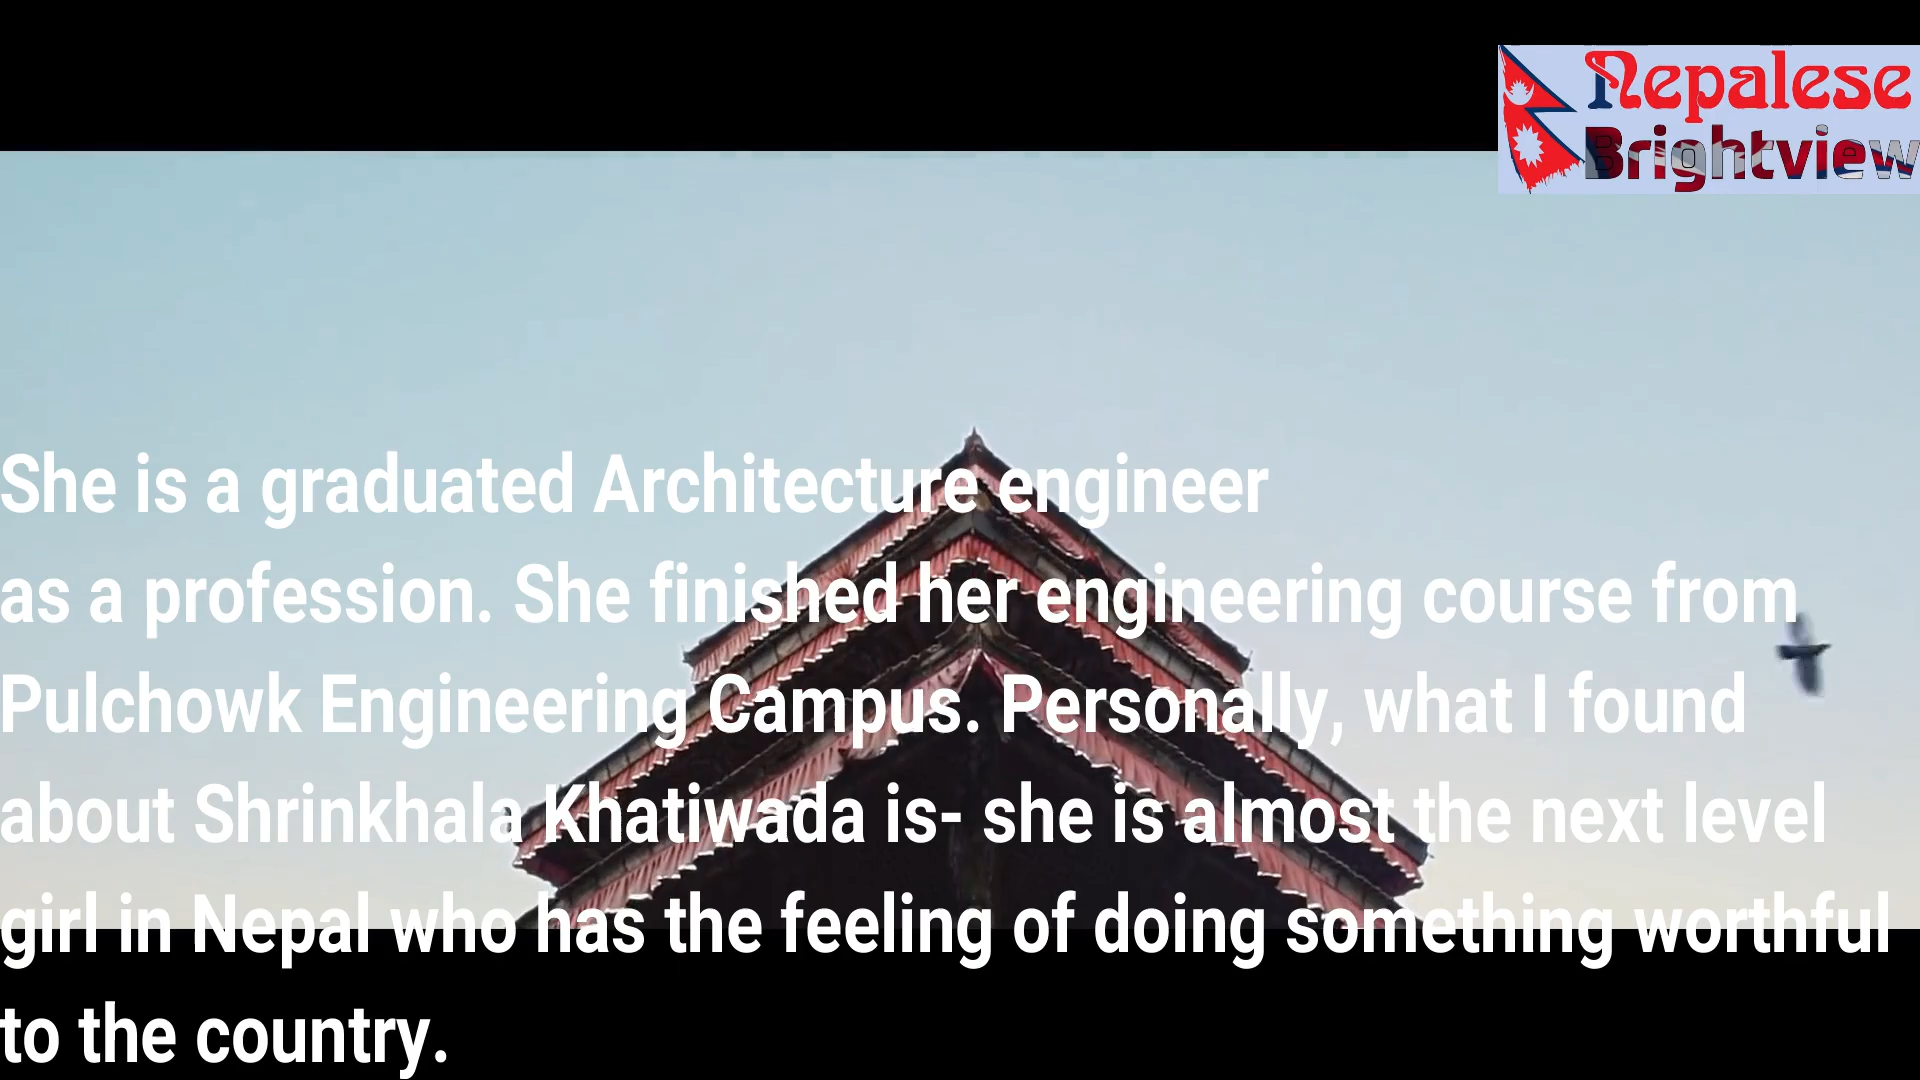 Nepalese
Brightview
She is a graduated Architecture engineer
as a profession. She finished her engineering course from
Pulchowk Engineering Campus. Personally, what I found
about Shrinkhala Khatiwada is- she is almost the next level
girl in Nepal who has the feeling of doing something worthful
to the country.